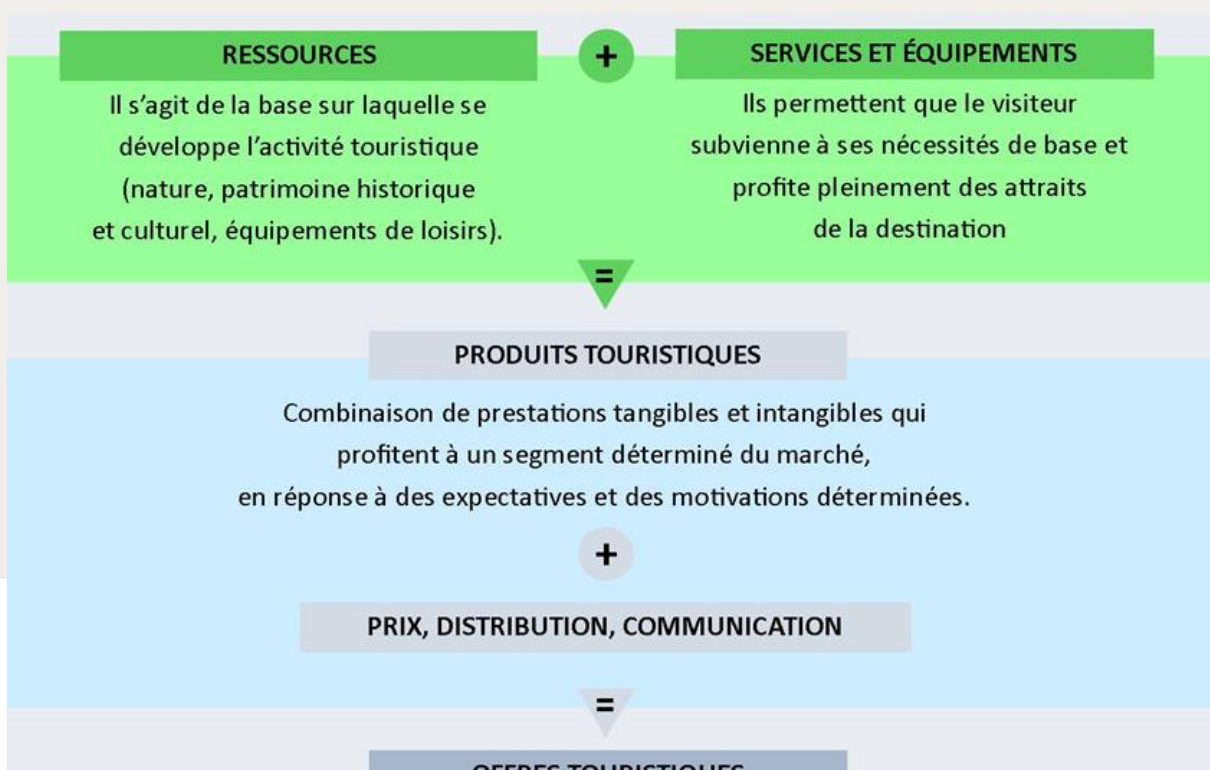 RESSOURCES
+
SERVICES ET ÉQUIPEMENTS
Il s’agit de la base sur laquelle se
développe l’activité touristique
(nature, patrimoine historique
et culturel, équipements de loisirs).
Ils permettent que le visiteur
subvienne à ses nécessités de base et
profite pleinement des attraits
de la destination
=
PRODUITS TOURISTIQUES
Combinaison de prestations tangibles et intangibles qui
profitent à un segment déterminé du marché,
en réponse à des expectatives et des motivations déterminées.
+
PRIX, DISTRIBUTION, COMMUNICATION
=
OFFRES TOURISTIQUES